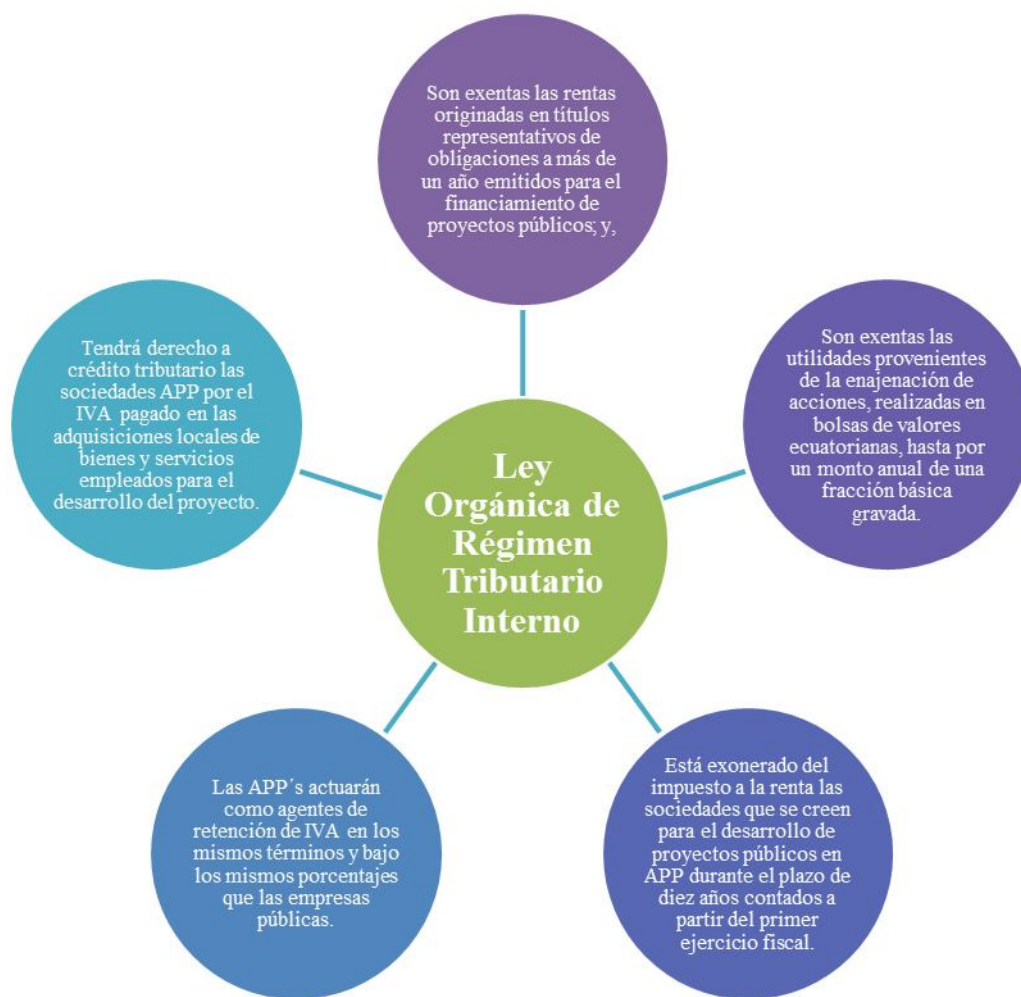 Son exentas las rentas
originadas en títulos
representativos de
obligaciones a más de
un año emitidos para el
financiamiento de
proyectos públicos; y,
Son exentas las
utilidades provenientes
de la enajenación de
acciones, realizadas en
bolsas de valores
ecuatorianas, hasta por
un monto anual de una
fracción básica
gravada.
Está exonerado del
impuesto a la renta las
sociedades que se creen
para el desarrollo de
proyectos públicos en
APP durante el plazo de
diez años contados a
partir del primer
ejercicio fiscal.
Las APP´s actuarán
como agentes de
retención de IVA en los
mismos términos y bajo
los mismos porcentajes
que las empresas
públicas.
Tendrá derecho a
crédito tributario las
sociedades APP por el
IVA pagado en las
adquisiciones locales de
bienes y servicios
empleados para el
desarrollo del proyecto.
Ley
Orgánica de
Régimen
Tributario
Interno